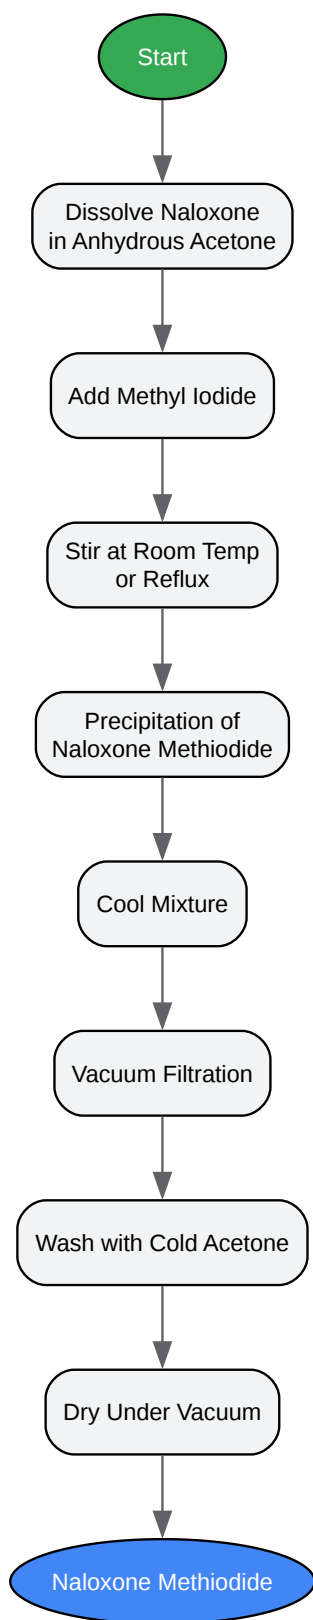 Start
Dissolve Naloxone
in Anhydrous Acetone
Add Methyl Iodide
Stir at Room Temp
or Reflux
Precipitation of
Naloxone Methiodide
Cool Mixture
Vacuum Filtration
Wash with Cold Acetone
Dry Under Vacuum
Naloxone Methiodide